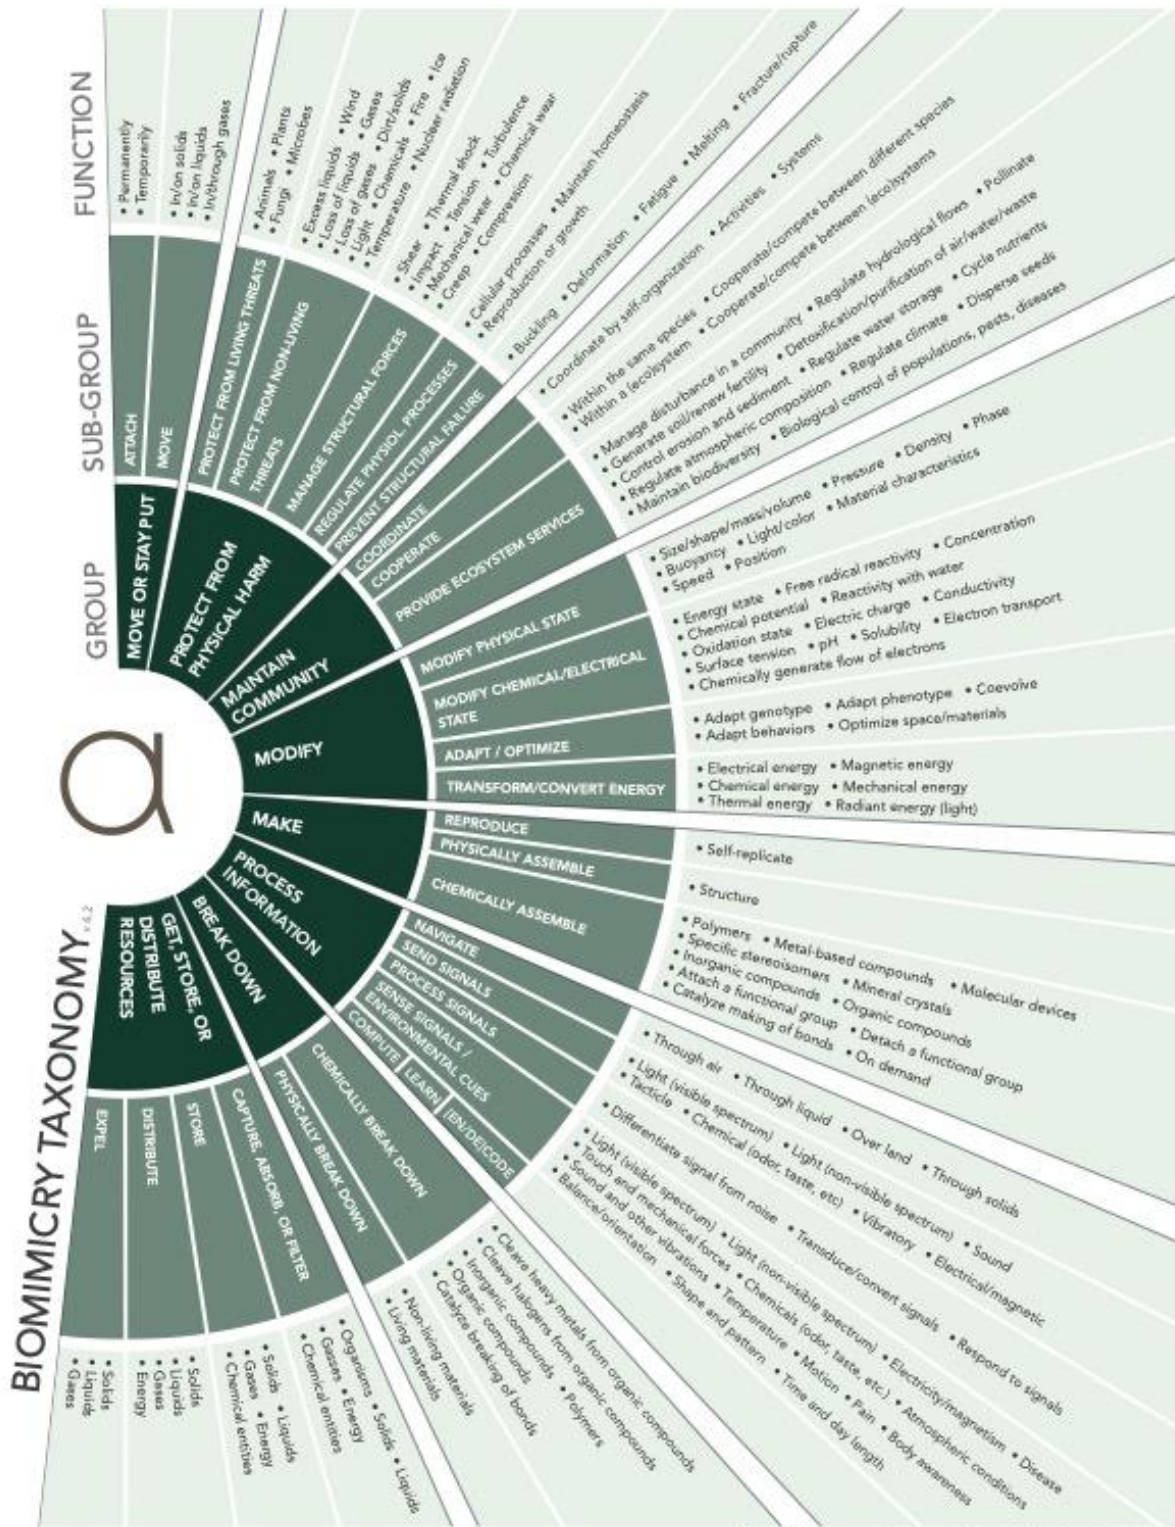 BIOMIMICRY TAXONOMY
v.6.2
GROUP
SUB-GROUP
FUNCTION
MOVE OR STAY PUT
ATTACH
• Permanently
• Temporarily
MOVE
• In/on solids
• In/on liquids
• In/through gases
PROTECT FROM
PHYSICAL HARM
PROTECT FROM LIVING THREATS
• Animals • Plants
• Fungi • Microbes
PROTECT FROM NON-LIVING
THREATS
• Excess liquids • Wind
• Loss of liquids • Gases
• Loss of gases • Dirt/solids
• Light • Chemicals • Fire • Ice
• Temperature • Nuclear radiation
MANAGE STRUCTURAL FORCES
• Shear • Thermal shock
• Impact • Tension • Turbulence
• Mechanical wear • Chemical wear
• Creep • Compression
REGULATE PHYSIOL. PROCESSES
• Cellular processes • Maintain homeostasis
• Reproduction or growth
PREVENT STRUCTURAL FAILURE
• Buckling • Deformation • Fatigue • Melting • Fracture/rupture
MAINTAIN
COMMUNITY
COORDINATE
• Coordinate by self-organization • Activities • Systems
COOPERATE
• Within the same species • Cooperate/compete between different species
• Within a (eco)system • Cooperate/compete between (eco)systems
PROVIDE ECOSYSTEM SERVICES
• Manage disturbance in a community • Regulate hydrological flows • Pollinate
• Generate soil/renew fertility • Detoxification/purification of air/water/waste
• Control erosion and sediment • Regulate water storage • Cycle nutrients
• Regulate atmospheric composition • Regulate climate • Disperse seeds
• Maintain biodiversity • Biological control of populations, pests, diseases
MODIFY
MODIFY PHYSICAL STATE
• Size/shape/mass/volume • Pressure • Density • Phase
• Buoyancy • Light/color • Material characteristics
• Speed • Position
MODIFY CHEMICAL/ELECTRICAL
STATE
• Energy state • Free radical reactivity • Concentration
• Chemical potential • Reactivity with water
• Oxidation state • Electric charge • Conductivity
• Surface tension • pH • Solubility • Electron transport
• Chemically generate flow of electrons
ADAPT / OPTIMIZE
• Adapt genotype • Adapt phenotype • Coevolve
• Adapt behaviors • Optimize space/materials
TRANSFORM/CONVERT ENERGY
• Electrical energy • Magnetic energy
• Chemical energy • Mechanical energy
• Thermal energy • Radiant energy (light)
MAKE
REPRODUCE
• Self-replicate
PHYSICALLY ASSEMBLE
• Structure
CHEMICALLY ASSEMBLE
• Polymers • Metal-based compounds • Molecular devices
• Specific stereoisomers • Mineral crystals
• Inorganic compounds • Organic compounds
• Attach a functional group • Detach a functional group
• Catalyze making of bonds • On demand
PROCESS
INFORMATION
NAVIGATE
• Through air • Through liquid • Over land • Through solids
SEND SIGNALS
• Light (visible spectrum) • Light (non-visible spectrum) • Sound
• Tacticle • Chemical (odor, taste, etc) • Vibratory • Electrical/magnetic
PROCESS SIGNALS
• Differentiate signal from noise • Transduce/convert signals • Respond to signals
SENSE SIGNALS /
ENVIRONMENTAL CUES
• Light (visible spectrum) • Light (non-visible spectrum) • Electricity/magnetism • Disease
• Touch and mechanical forces • Chemicals (odor, taste, etc.) • Atmospheric conditions
• Sound and other vibrations • Temperature • Motion • Pain • Body awareness
• Balance/orientation • Shape and pattern • Time and day length
COMPUTE
LEARN
[EN/DE/CODE
BREAK DOWN
CHEMICALLY BREAK DOWN
• Cleave heavy metals from organic compounds
• Cleave halogens from organic compounds
• Inorganic compounds • Polymers
• Organic compounds
• Catalyze breaking of bonds
PHYSICALLY BREAK DOWN
• Non-living materials
• Living materials
GET, STORE, OR
DISTRIBUTE
RESOURCES
CAPTURE, ABSORB, OR FILTER
• Organisms • Solids • Liquids
• Gasses • Energy
• Chemical entities
STORE
• Solids • Liquids
• Gases • Energy
• Chemical entities
DISTRIBUTE
• Solids
• Liquids
• Gases
• Energy
EXPEL
• Solids
• Liquids
• Gases